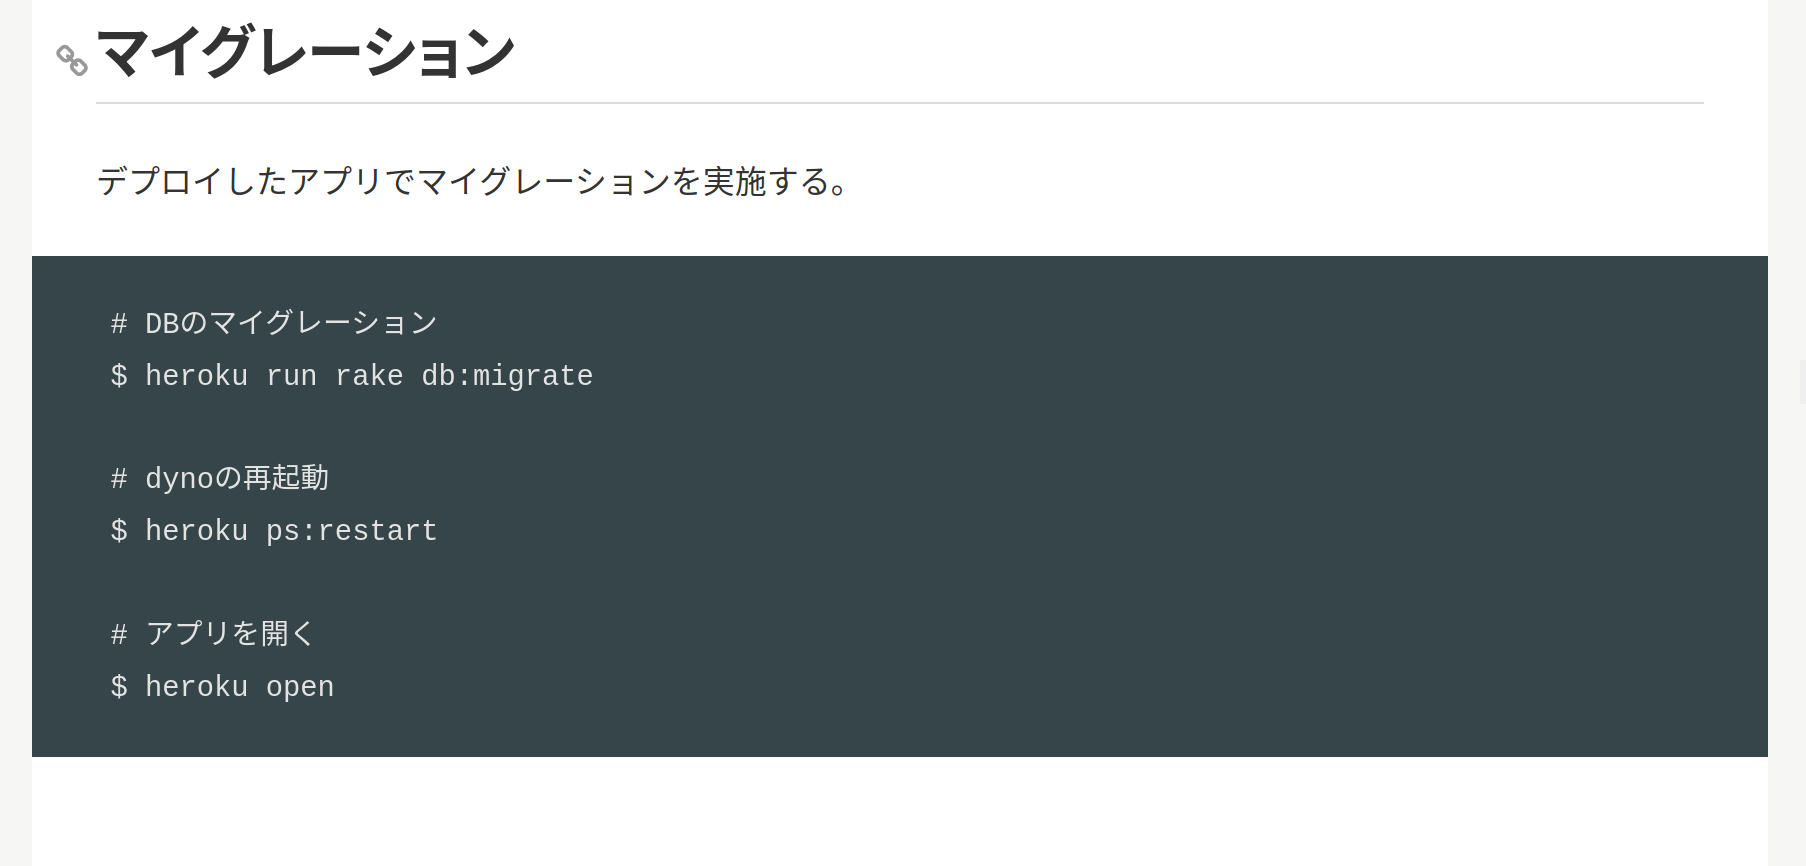 マイグレーション
デプロイしたアプリでマイグレーションを実施する。
# DBのマイグレーション
$ heroku run rake db:migrate
# dynoの再起動
$ heroku ps:restart
# アプリを開く
$ heroku open